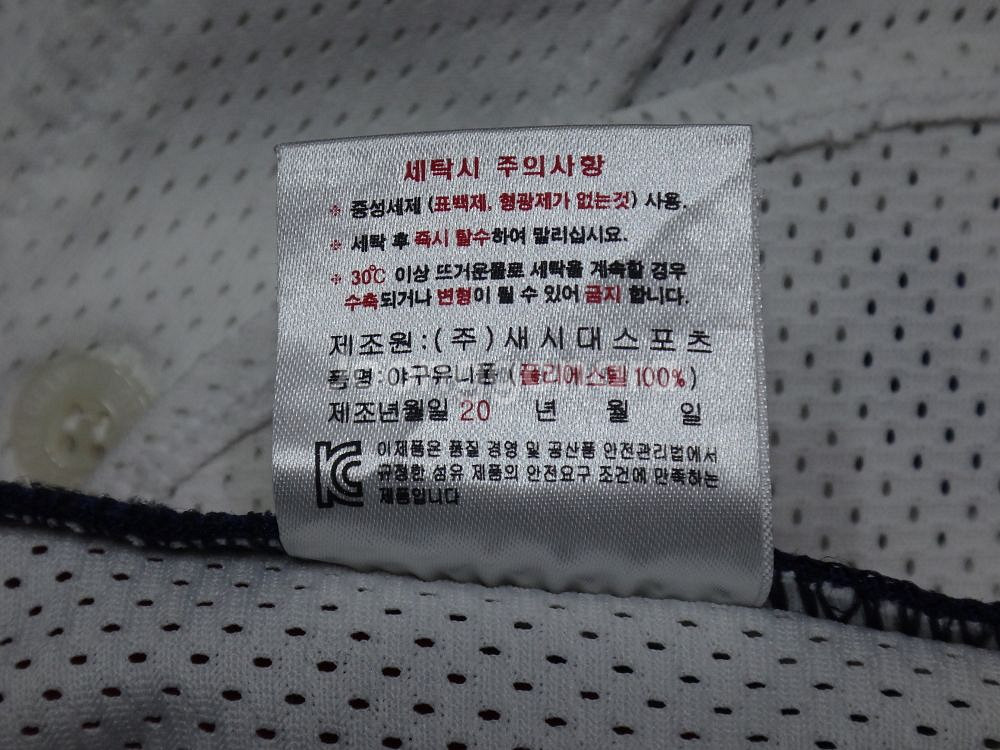 세탁시 주의사항
※ 중성세제 (표백제, 형광제가 없는것) 사용.
※ 세탁 후 즉시 탈수하여 말리십시요.
※ 30℃ 이상 뜨거운물로 세탁을 계속할 경우
수축되거나 변형이 될 수 있어 금지 합니다.
제조원:(주)새시대스포츠
품명:야구유니폼 (폴리에스텔 100%)
제조년월일 20 년 월 일
이제품은 품질 경영 및 공산품 안전관리법에서
규정한 섬유 제품의 안전요구 조건에 만족하는
제품입니다